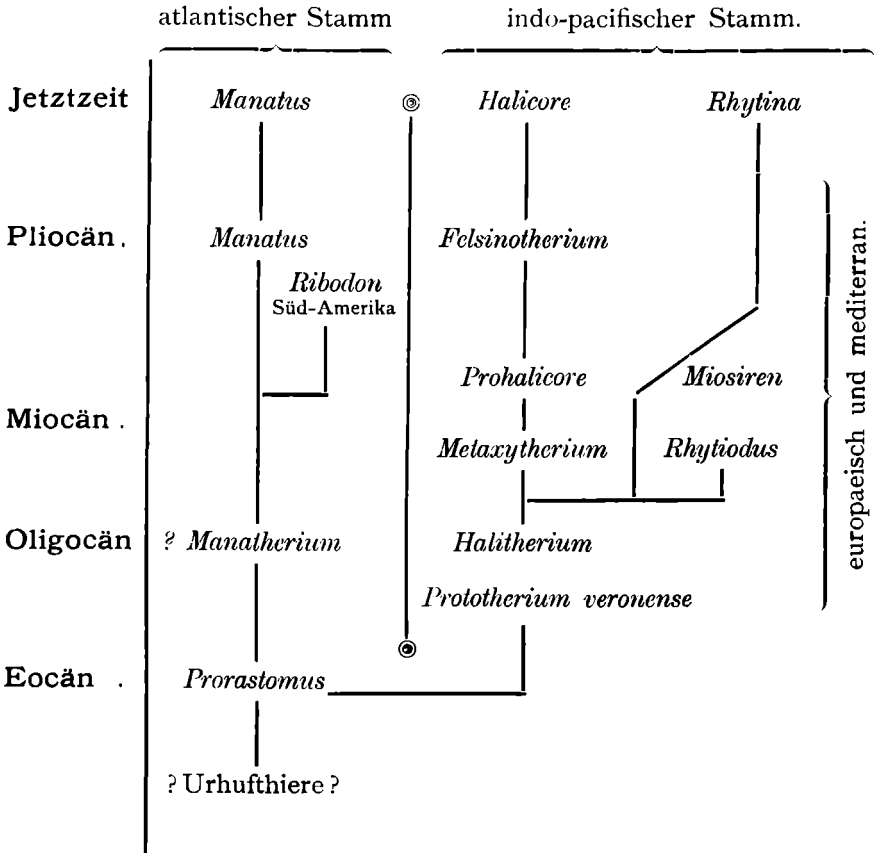 atlantischer Stamm indo-pacifischer Stamm.
Jetztzeit Manatus Halicore Rhytina
Pliocän. Manatus Felsinotherium
Ribodon
Süd-Amerika
Prohalicore Miosiren
Miocän.
Metaxytherium Rhytiodus
Oligocän ? Manatherium Halitherium
Prototherium veronense
Eocän. Prorastomus
? Urhufthiere ?
europaeisch und mediterran.